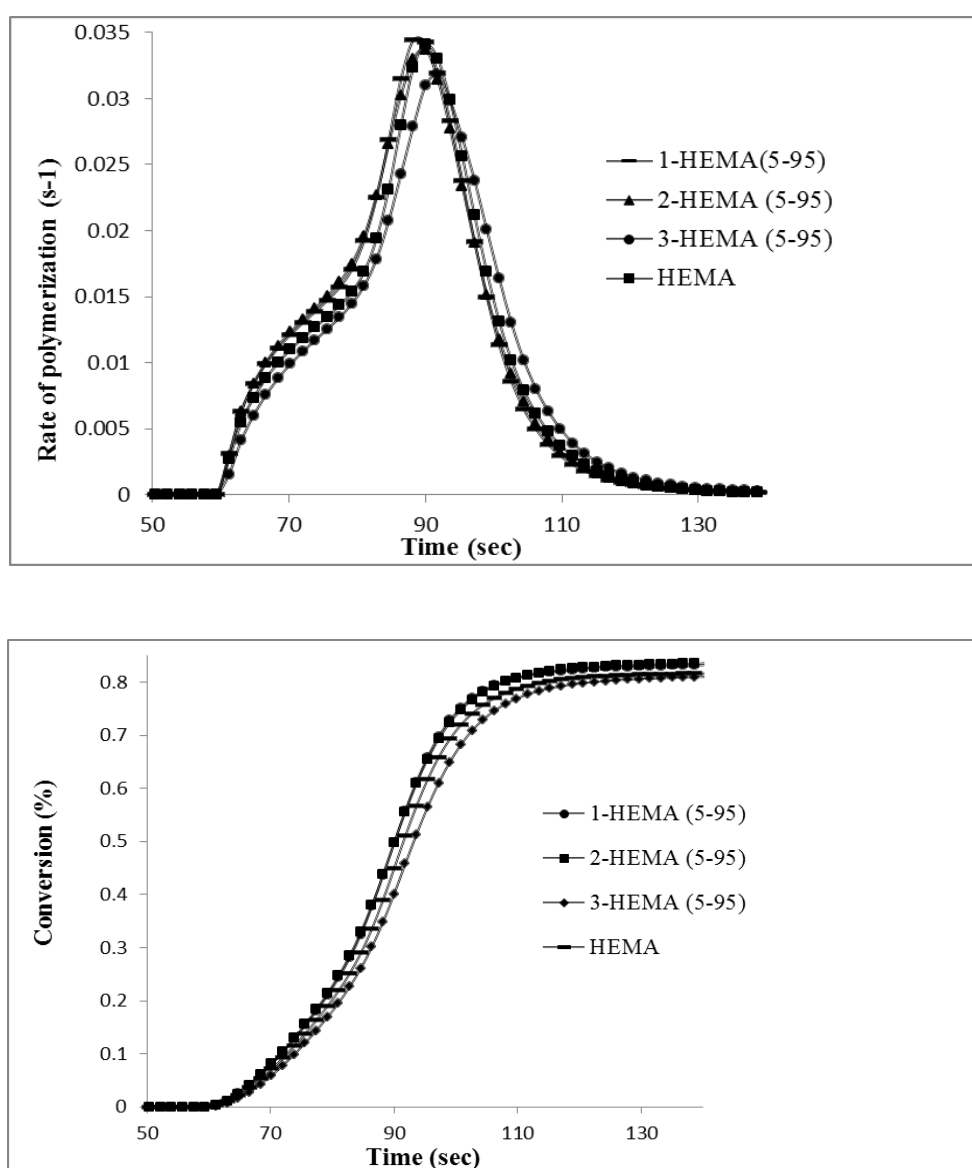 0.035
0.03
0.025
0.02
0.015
0.01
0.005
0
Rate of polymerization (s-1)
50 70 90 110 130
Time (sec)
1-HEMA(5-95)
2-HEMA (5-95)
3-HEMA (5-95)
HEMA
0.8
0.7
0.6
0.5
0.4
0.3
0.2
0.1
0
Conversion (%)
50 70 90 110 130
Time (sec)
1-HEMA (5-95)
2-HEMA (5-95)
3-HEMA (5-95)
HEMA